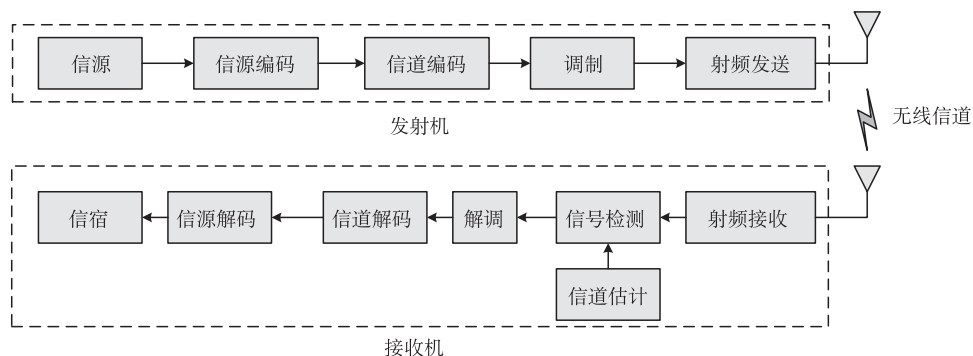 信源
信源编码
信道编码
调制
射频发送
发射机
无线信道
信宿
信源解码
信道解码
解调
信号检测
射频接收
信道估计
接收机